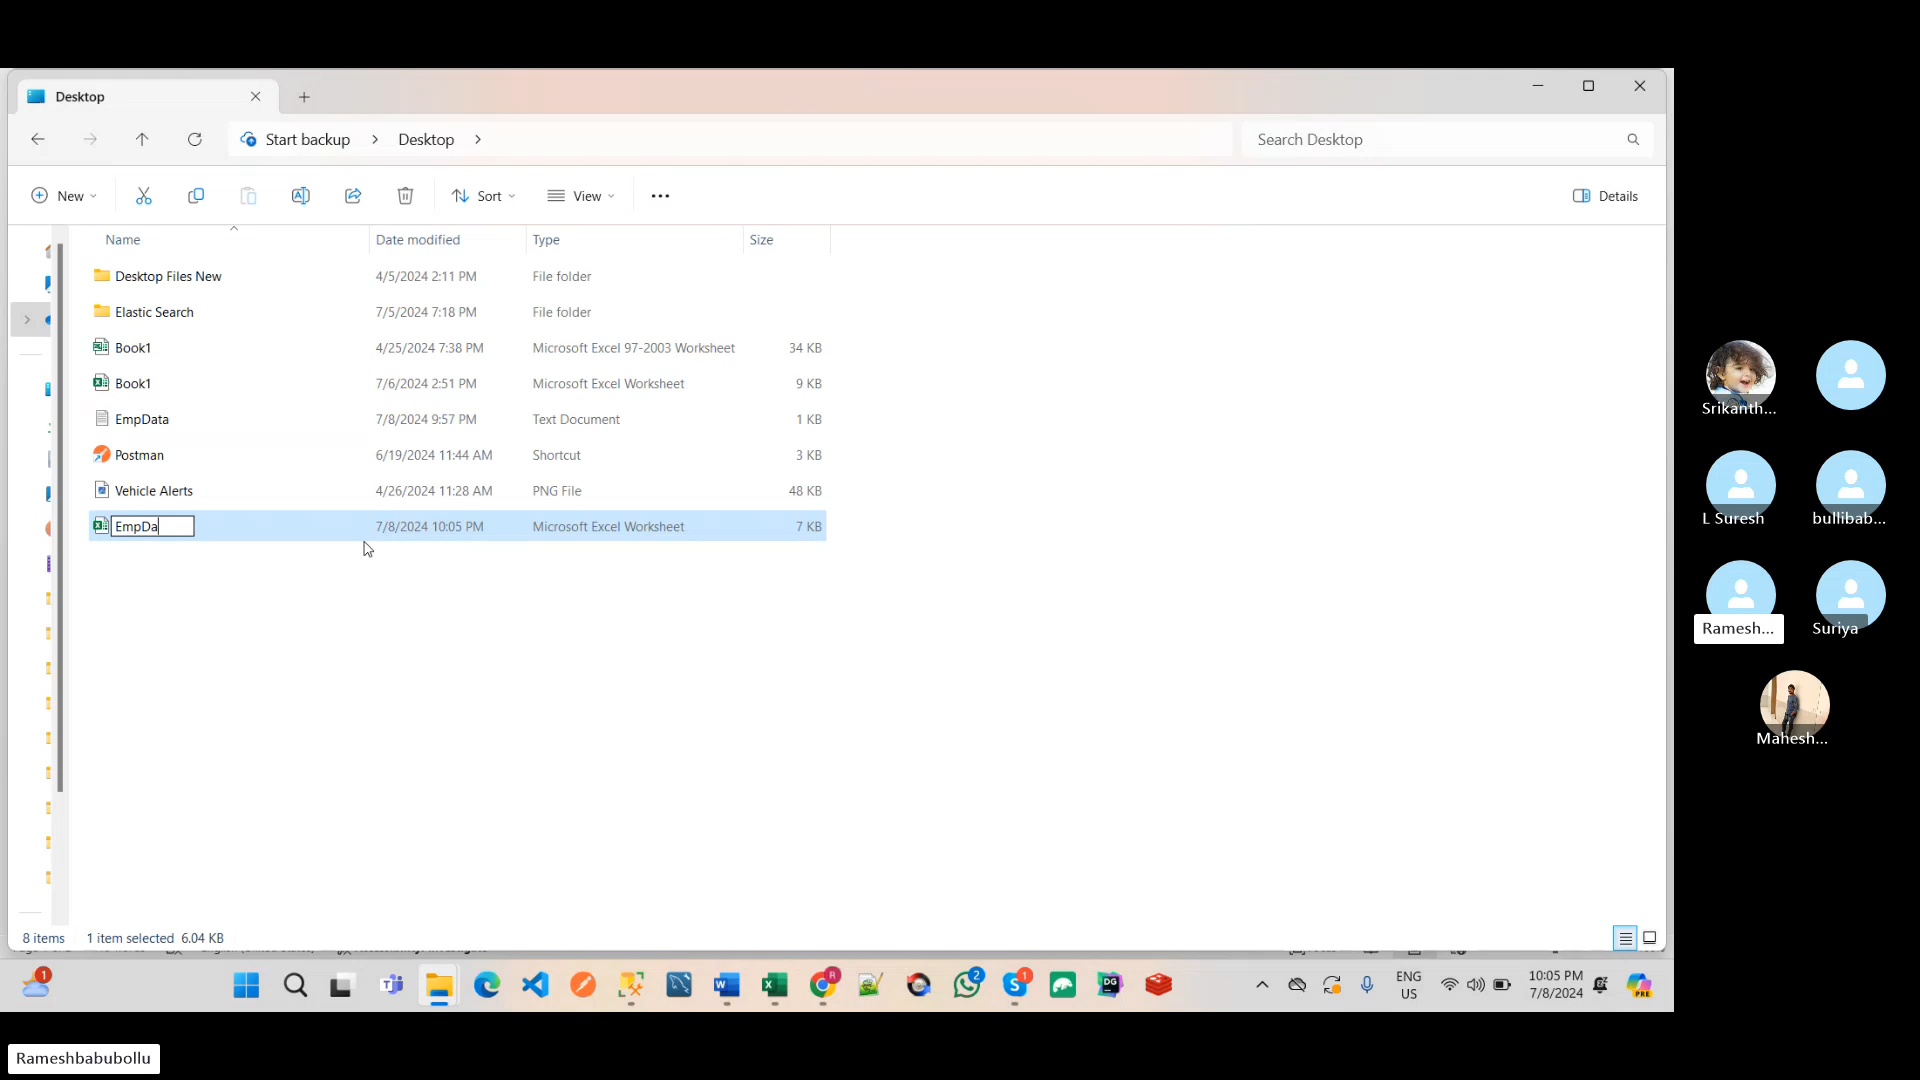 Desktop
Start backup > Desktop >
Search Desktop
New
Sort
View
Details
Name Date modified Type Size
Desktop Files New 4/5/2024 2:11 PM File folder
Elastic Search 7/5/2024 7:18 PM File folder
Book1 4/25/2024 7:38 PM Microsoft Excel 97-2003 Worksheet 34 KB
Book1 7/6/2024 2:51 PM Microsoft Excel Worksheet 9 KB
EmpData 7/8/2024 9:57 PM Text Document 1 KB
Postman 6/19/2024 11:44 AM Shortcut 3 KB
Vehicle Alerts 4/26/2024 11:28 AM PNG File 48 KB
EmpDa 7/8/2024 10:05 PM Microsoft Excel Worksheet 7 KB
Srikanth...
L Suresh
bullibab...
Ramesh...
Suriya
Mahesh...
8 items 1 item selected 6.04 KB
1
R
2
1
DG
ENG
US
10:05 PM
7/8/2024
PRE
Rameshbabubollu